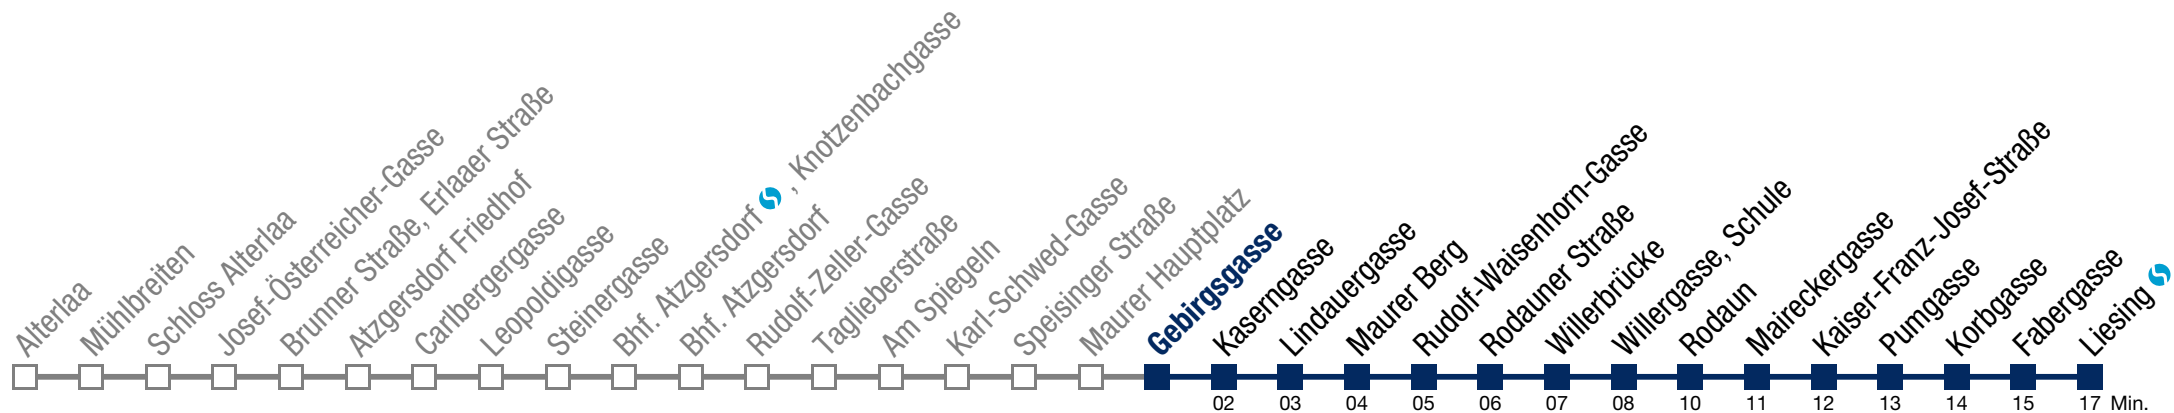 Alterlaa
Mühlbreiten
Schloss Alterlaa
Josef-Österreicher-Gasse
Brunner Straße, Erlaaer Straße
Atzgersdorf Friedhof
Carlbergergasse
Leopoldigasse
Steinergasse
Bhf. Atzgersdorf , Knotzenbachgasse
Bhf. Atzgersdorf
Rudolf-Zeller-Gasse
Taglieberstraße
Am Spiegeln
Karl-Schwed-Gasse
Speisinger Straße
Maurer Hauptplatz
Gebirgsgasse
Kaserngasse
Lindauergasse
Maurer Berg
Rudolf-Waisenhorn-Gasse
Rodauner Straße
Willerbrücke
Willergasse, Schule
Rodaun
Maireckergasse
Kaiser-Franz-Josef-Straße
Pumgasse
Korbgasse
Fabergasse
Liesing
02 03 04 05 06 07 08 10 11 12 13 14 15 17 Min.